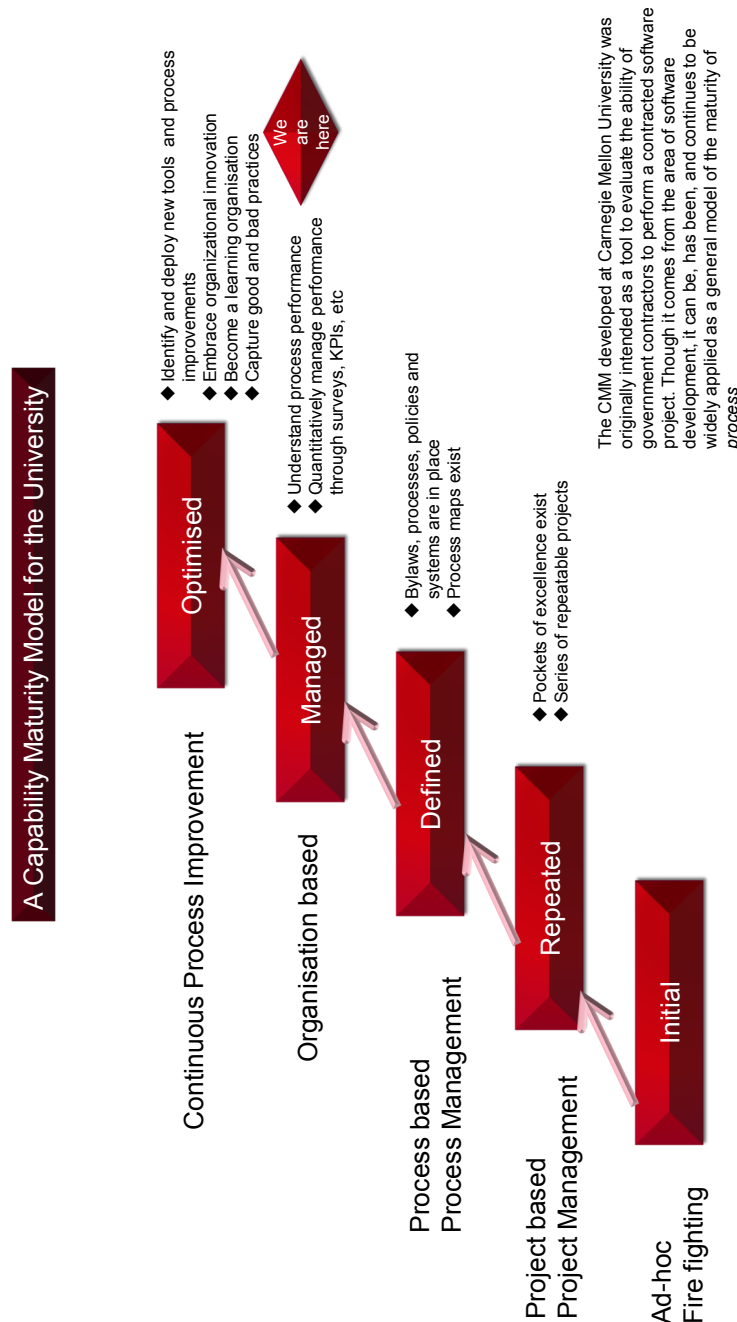 A Capability Maturity Model for the University
Continuous Process Improvement
Optimised
◆ Identify and deploy new tools  and process
improvements
◆ Embrace organizational innovation
◆ Become a learning organisation
◆ Capture good and bad practices
Organisation based
Managed
◆ Understand process performance
◆ Quantitatively manage performance
through surveys, KPIs, etc
We
are
here
Process based
Process Management
Defined
◆ Bylaws, processes, policies and
systems are in place
◆ Process maps exist
Project based
Project Management
Repeated
◆ Pockets of excellence exist
◆ Series of repeatable projects
Ad-hoc
Fire fighting
Initial
The CMM developed at Carnegie Mellon University was
originally intended as a tool to evaluate the ability of
government contractors to perform a contracted software
project. Though it comes from the area of software
development, it can be, has been, and continues to be
widely applied as a general model of the maturity of
process